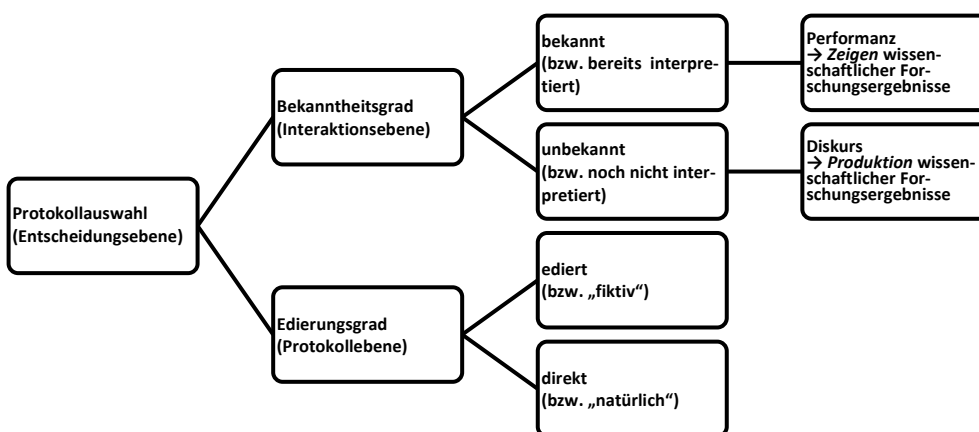 Protokollauswahl
(Entscheidungsebene)
Bekanntheitsgrad
(Interaktionsebene)
bekannt
(bzw. bereits interpre-
tiert)
Performanz
→ Zeigen wissen-
schaftlicher For-
schungsergebnisse
unbekannt
(bzw. noch nicht inter-
pretiert)
Diskurs
→ Produktion wissen-
schaftlicher For-
schungsergebnisse
Edierungsgrad
(Protokollebene)
ediert
(bzw. „fiktiv“)
direkt
(bzw. „natürlich“)